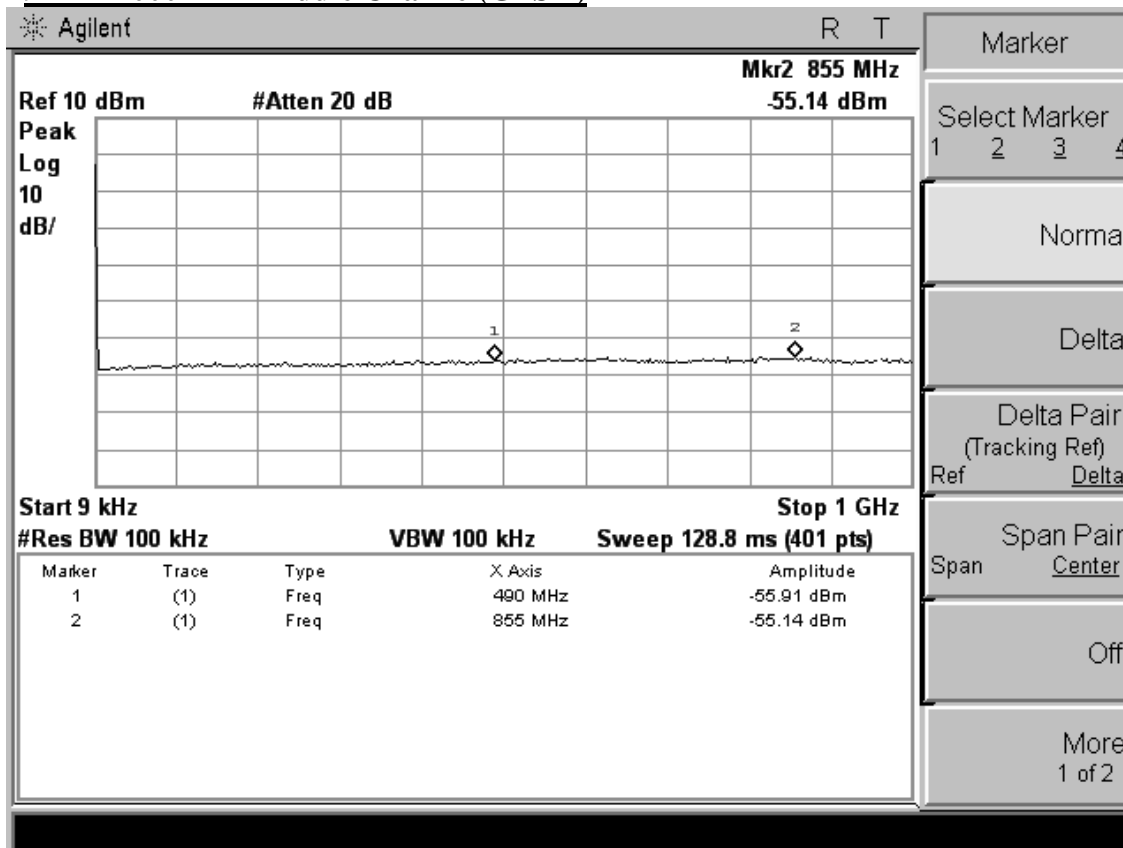 Agilent
R T
Mkr2 855 MHz
Ref 10 dBm #Atten 20 dB -55.14 dBm
Peak
Log
10
dB/
1
2
Start 9 kHz Stop 1 GHz
#Res BW 100 kHz VBW 100 kHz Sweep 128.8 ms (401 pts)
Marker Trace Type X Axis Amplitude
1 (1) Freq 490 MHz -55.91 dBm
2 (1) Freq 855 MHz -55.14 dBm
Marker
Select Marker
1 2 3 4
Norma
Delta
Delta Pair
(Tracking Ref)
Ref Delta
Span Pair
Span Center
Off
More
1 of 2